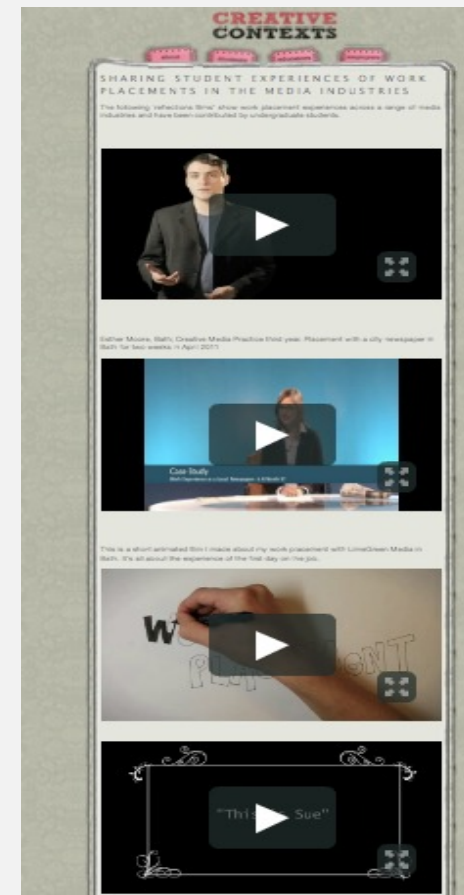 CREATIVE
CONTEXTS
SHARING STUDENT EXPERIENCES OF WORK
PLACEMENTS IN THE MEDIA INDUSTRIES
The following 'reflections films' show work placement experiences across a range of media
industries and have been contributed by undergraduate students.
Esther Moore, Bath, Creative Media Practice third year. Placement with a city newspaper in
Bath for two weeks in April 2011
Case Study
This is a short animated film I made about my work placement with LimeGreen Media in
Bath. It's all about the experience of the first day on the job.
"This Sue"